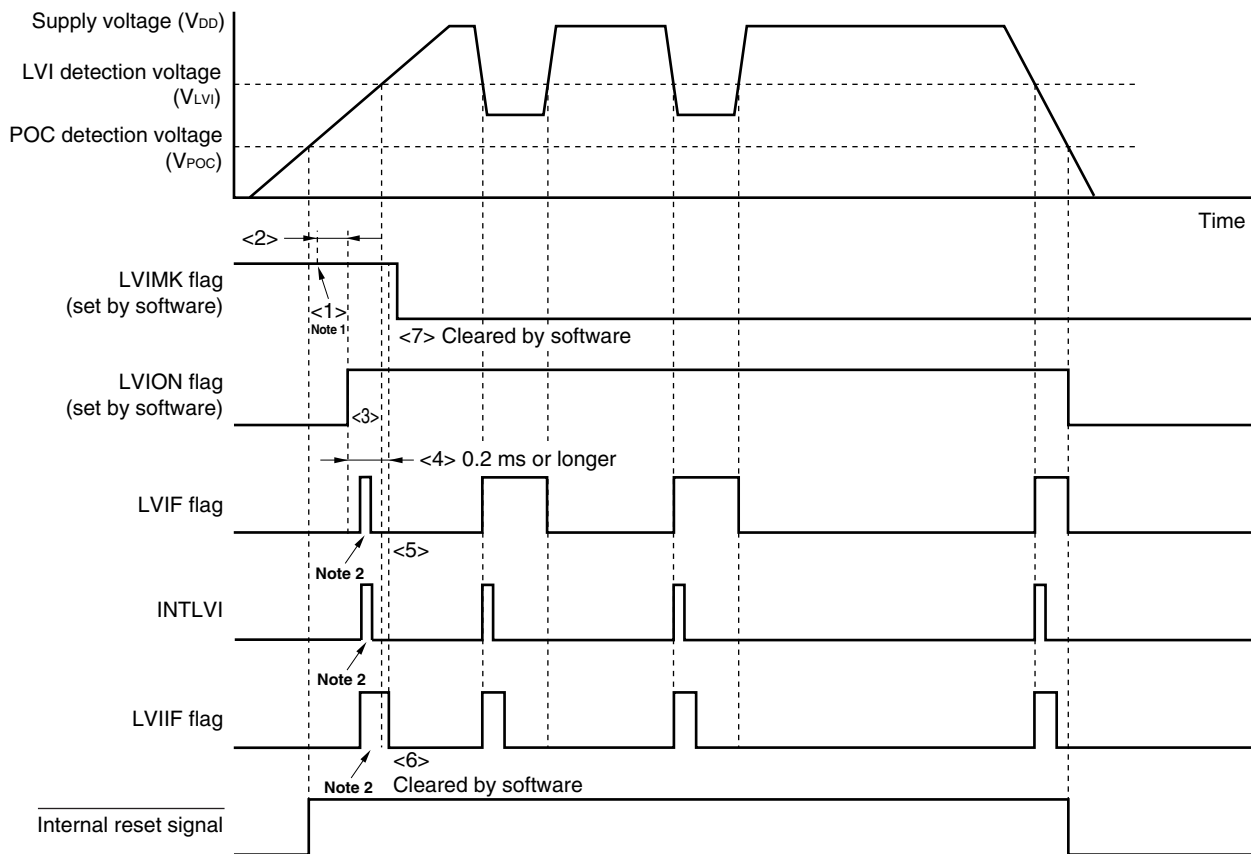 Supply voltage (VDD)
LVI detection voltage
(VLVI)
POC detection voltage
(VPOC)
Time
<2>
LVIMK flag
(set by software)
<1>
Note 1
<7> Cleared by software
LVION flag
(set by software)
<3>
<4> 0.2 ms or longer
LVIF flag
<5>
Note 2
INTLVI
Note 2
LVIIF flag
<6>
Note 2
Cleared by software
Internal reset signal